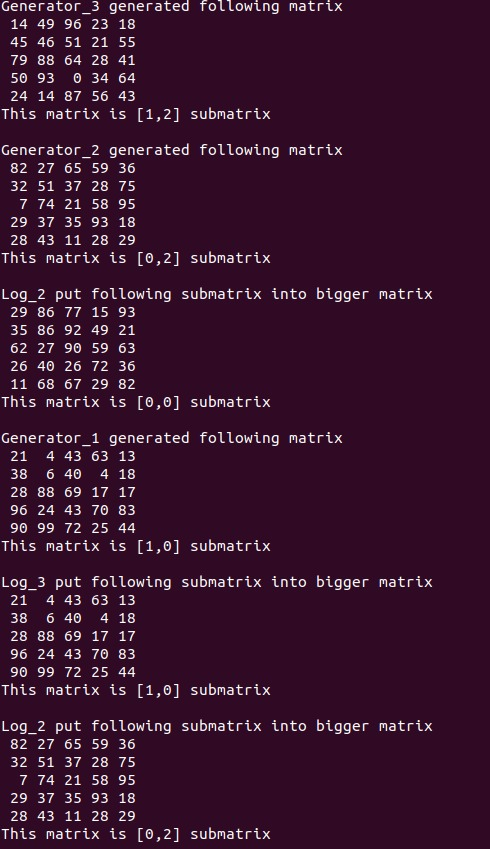 Generator_3 generated following matrix
 14 49 96 23 18
 45 46 51 21 55
 79 88 64 28 41
 50 93  0 34 64
 24 14 87 56 43
This matrix is [1,2] submatrix

Generator_2 generated following matrix
 82 27 65 59 36
 32 51 37 28 75
  7 74 21 58 95
 29 37 35 93 18
 28 43 11 28 29
This matrix is [0,2] submatrix

Log_2 put following submatrix into bigger matrix
 29 86 77 15 93
 35 86 92 49 21
 62 27 90 59 63
 26 40 26 72 36
 11 68 67 29 82
This matrix is [0,0] submatrix

Generator_1 generated following matrix
 21  4 43 63 13
 38  6 40  4 18
 28 88 69 17 17
 96 24 43 70 83
 90 99 72 25 44
This matrix is [1,0] submatrix

Log_3 put following submatrix into bigger matrix
 21  4 43 63 13
 38  6 40  4 18
 28 88 69 17 17
 96 24 43 70 83
 90 99 72 25 44
This matrix is [1,0] submatrix

Log_2 put following submatrix into bigger matrix
 82 27 65 59 36
 32 51 37 28 75
  7 74 21 58 95
 29 37 35 93 18
 28 43 11 28 29
This matrix is [0,2] submatrix